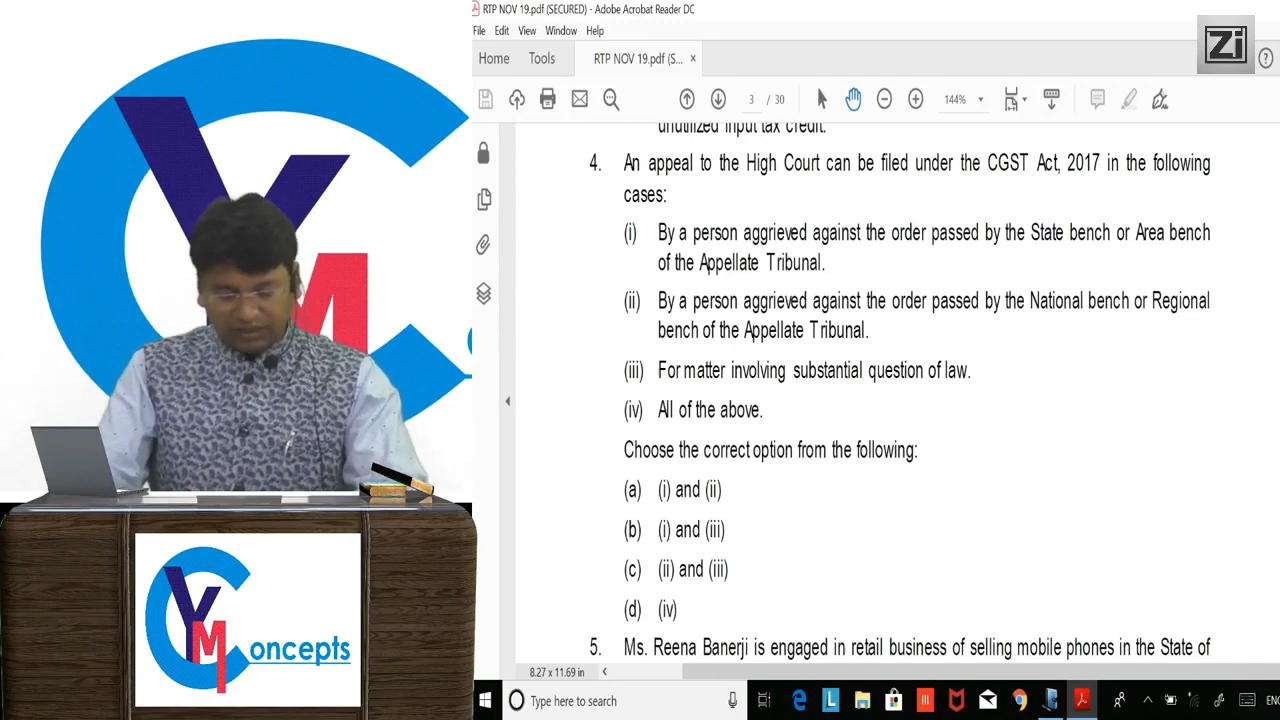 RTP NOV 19.pdf (SECURED) - Adobe Acrobat Reader DC
File Edit View Window Help
Home Tools RTP NOV 19.pdf (S... ×
3 / 30 144%
unutilized input tax credit.
4. An appeal to the High Court can be filed under the CGST Act, 2017 in the following
cases:
(i) By a person aggrieved against the order passed by the State bench or Area bench
of the Appellate Tribunal.
(ii) By a person aggrieved against the order passed by the National bench or Regional
bench of the Appellate Tribunal.
(iii) For matter involving substantial question of law.
(iv) All of the above.
Choose the correct option from the following:
(a) (i) and (ii)
(b) (i) and (iii)
(c) (ii) and (iii)
(d) (iv)
5. Ms. Reena Banerji is engaged in retail business of selling mobile phones in the State of
8.27 x 11.69 in
Type here to search
ENG
Zi
CYM
CYM
oncepts